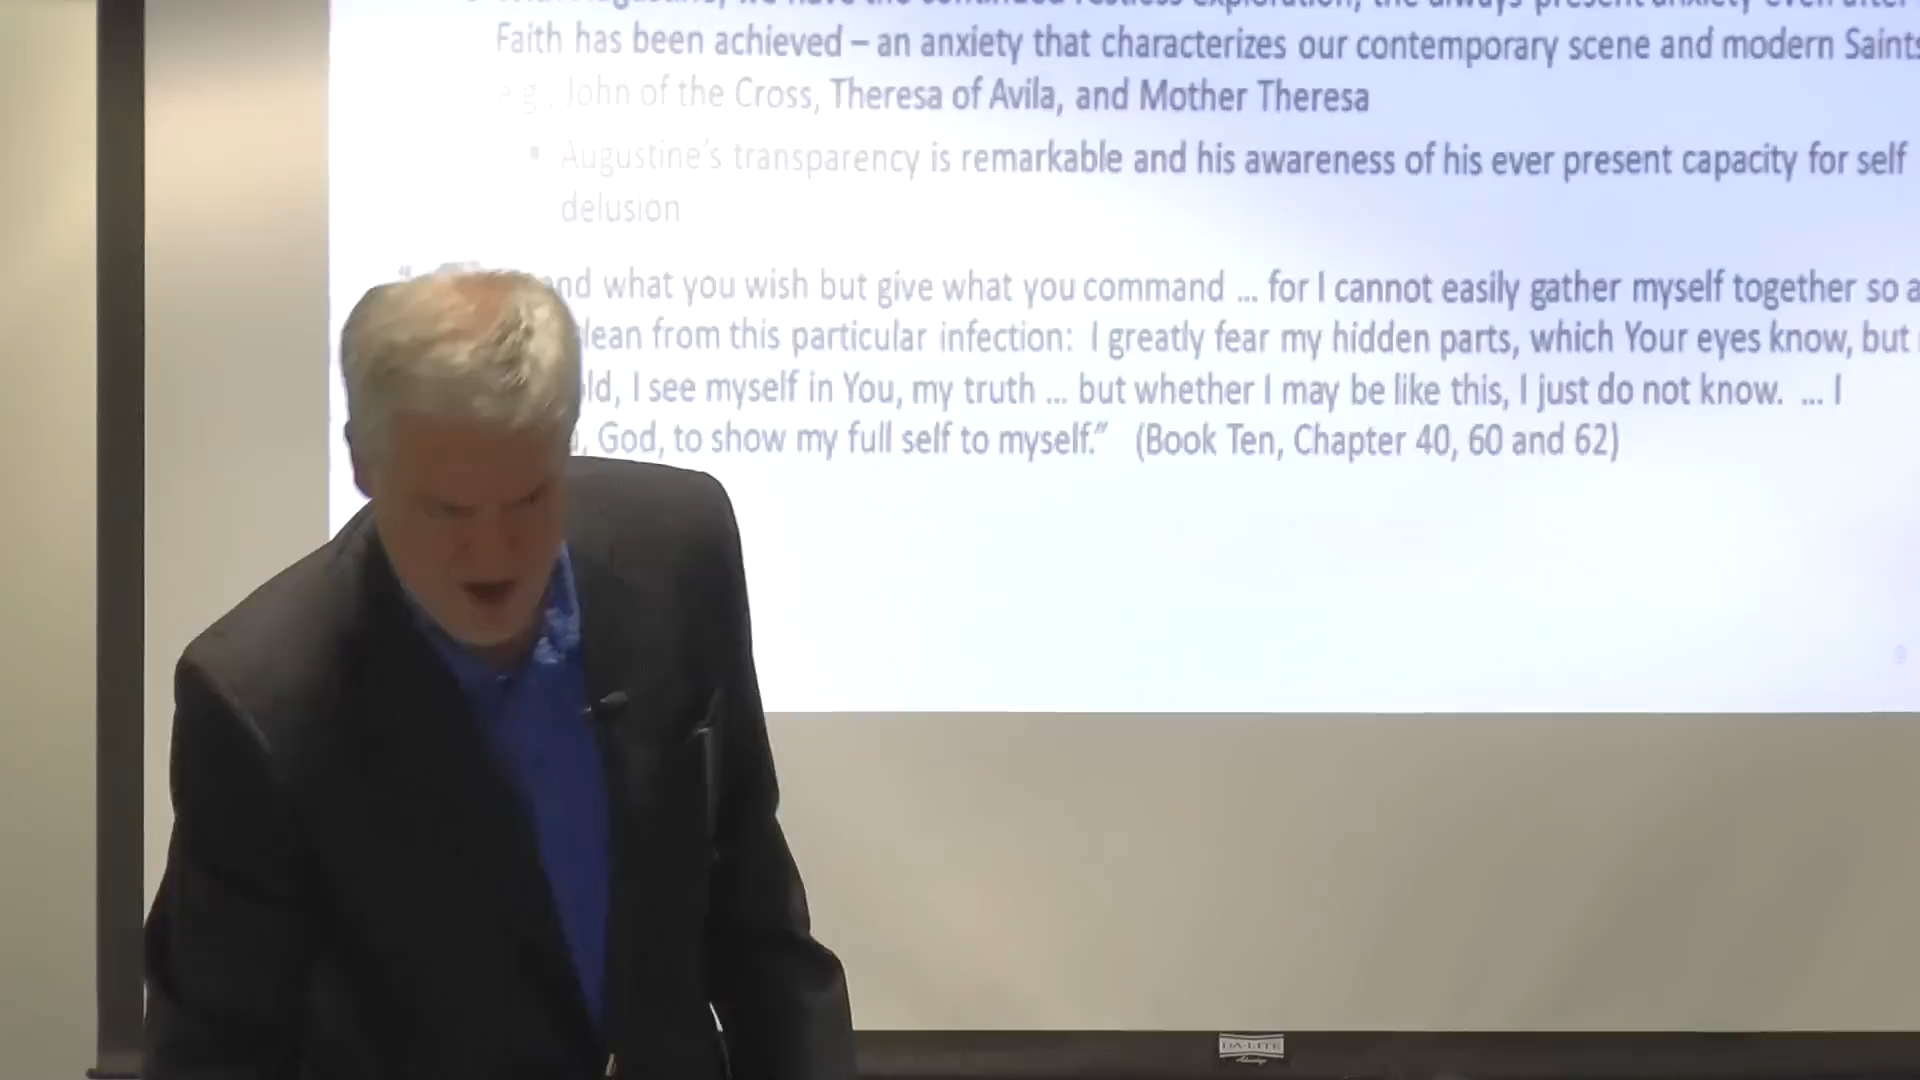 Faith has been achieved – an anxiety that characterizes our contemporary scene and modern Saints
e.g., John of the Cross, Theresa of Avila, and Mother Theresa
▪ Augustine's transparency is remarkable and his awareness of his ever present capacity for self
delusion
nd what you wish but give what you command ... for I cannot easily gather myself together so a
lean from this particular infection: I greatly fear my hidden parts, which Your eyes know, but
ld, I see myself in You, my truth ... but whether I may be like this, I just do not know. ... I
, God, to show my full self to myself." (Book Ten, Chapter 40, 60 and 62)
9
DA-LITE